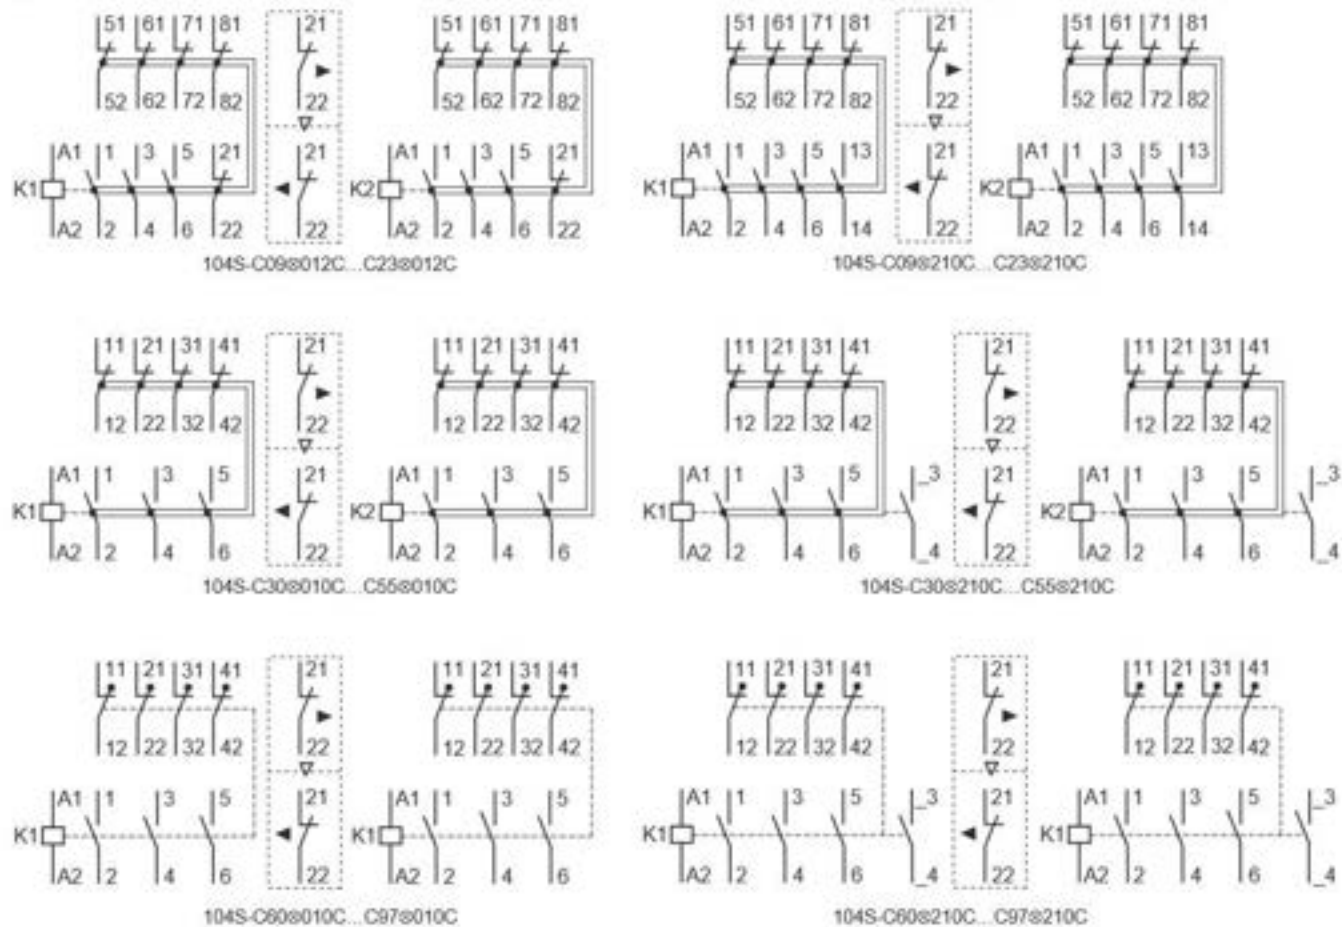 51 61 71 81 21 51 61 71 81 51 61 71 81 21 51 61 71 81
52 62 72 82 22 52 62 72 82 52 62 72 82 22 52 62 72 82
A1 1 3 5 21 21 A1 1 3 5 21 A1 1 3 5 13 21 A1 1 3 5 13
K1 K2 K1 K2
A2 2 4 6 22 22 A2 2 4 6 22 A2 2 4 6 14 22 A2 2 4 6 14
104S-C09⊗012C...C23⊗012C 104S-C09⊗210C...C23⊗210C
11 21 31 41 21 11 21 31 41 11 21 31 41 21 11 21 31 41
12 22 32 42 22 12 22 32 42 12 22 32 42 22 12 22 32 42
A1 1 3 5 21 A1 1 3 5 A1 1 3 5 _3 21 A1 1 3 5 _3
K1 K2 K1 K2
A2 2 4 6 22 A2 2 4 6 A2 2 4 6 _4 22 A2 2 4 6 _4
104S-C30⊗010C...C55⊗010C 104S-C30⊗210C...C55⊗210C
11 21 31 41 21 11 21 31 41 11 21 31 41 21 11 21 31 41
12 22 32 42 22 12 22 32 42 12 22 32 42 22 12 22 32 42
A1 1 3 5 21 A1 1 3 5 A1 1 3 5 _3 21 A1 1 3 5 _3
K1 K1 K1 K1
A2 2 4 6 22 A2 2 4 6 A2 2 4 6 _4 22 A2 2 4 6 _4
104S-C60⊗010C...C97⊗010C 104S-C60⊗210C...C97⊗210C